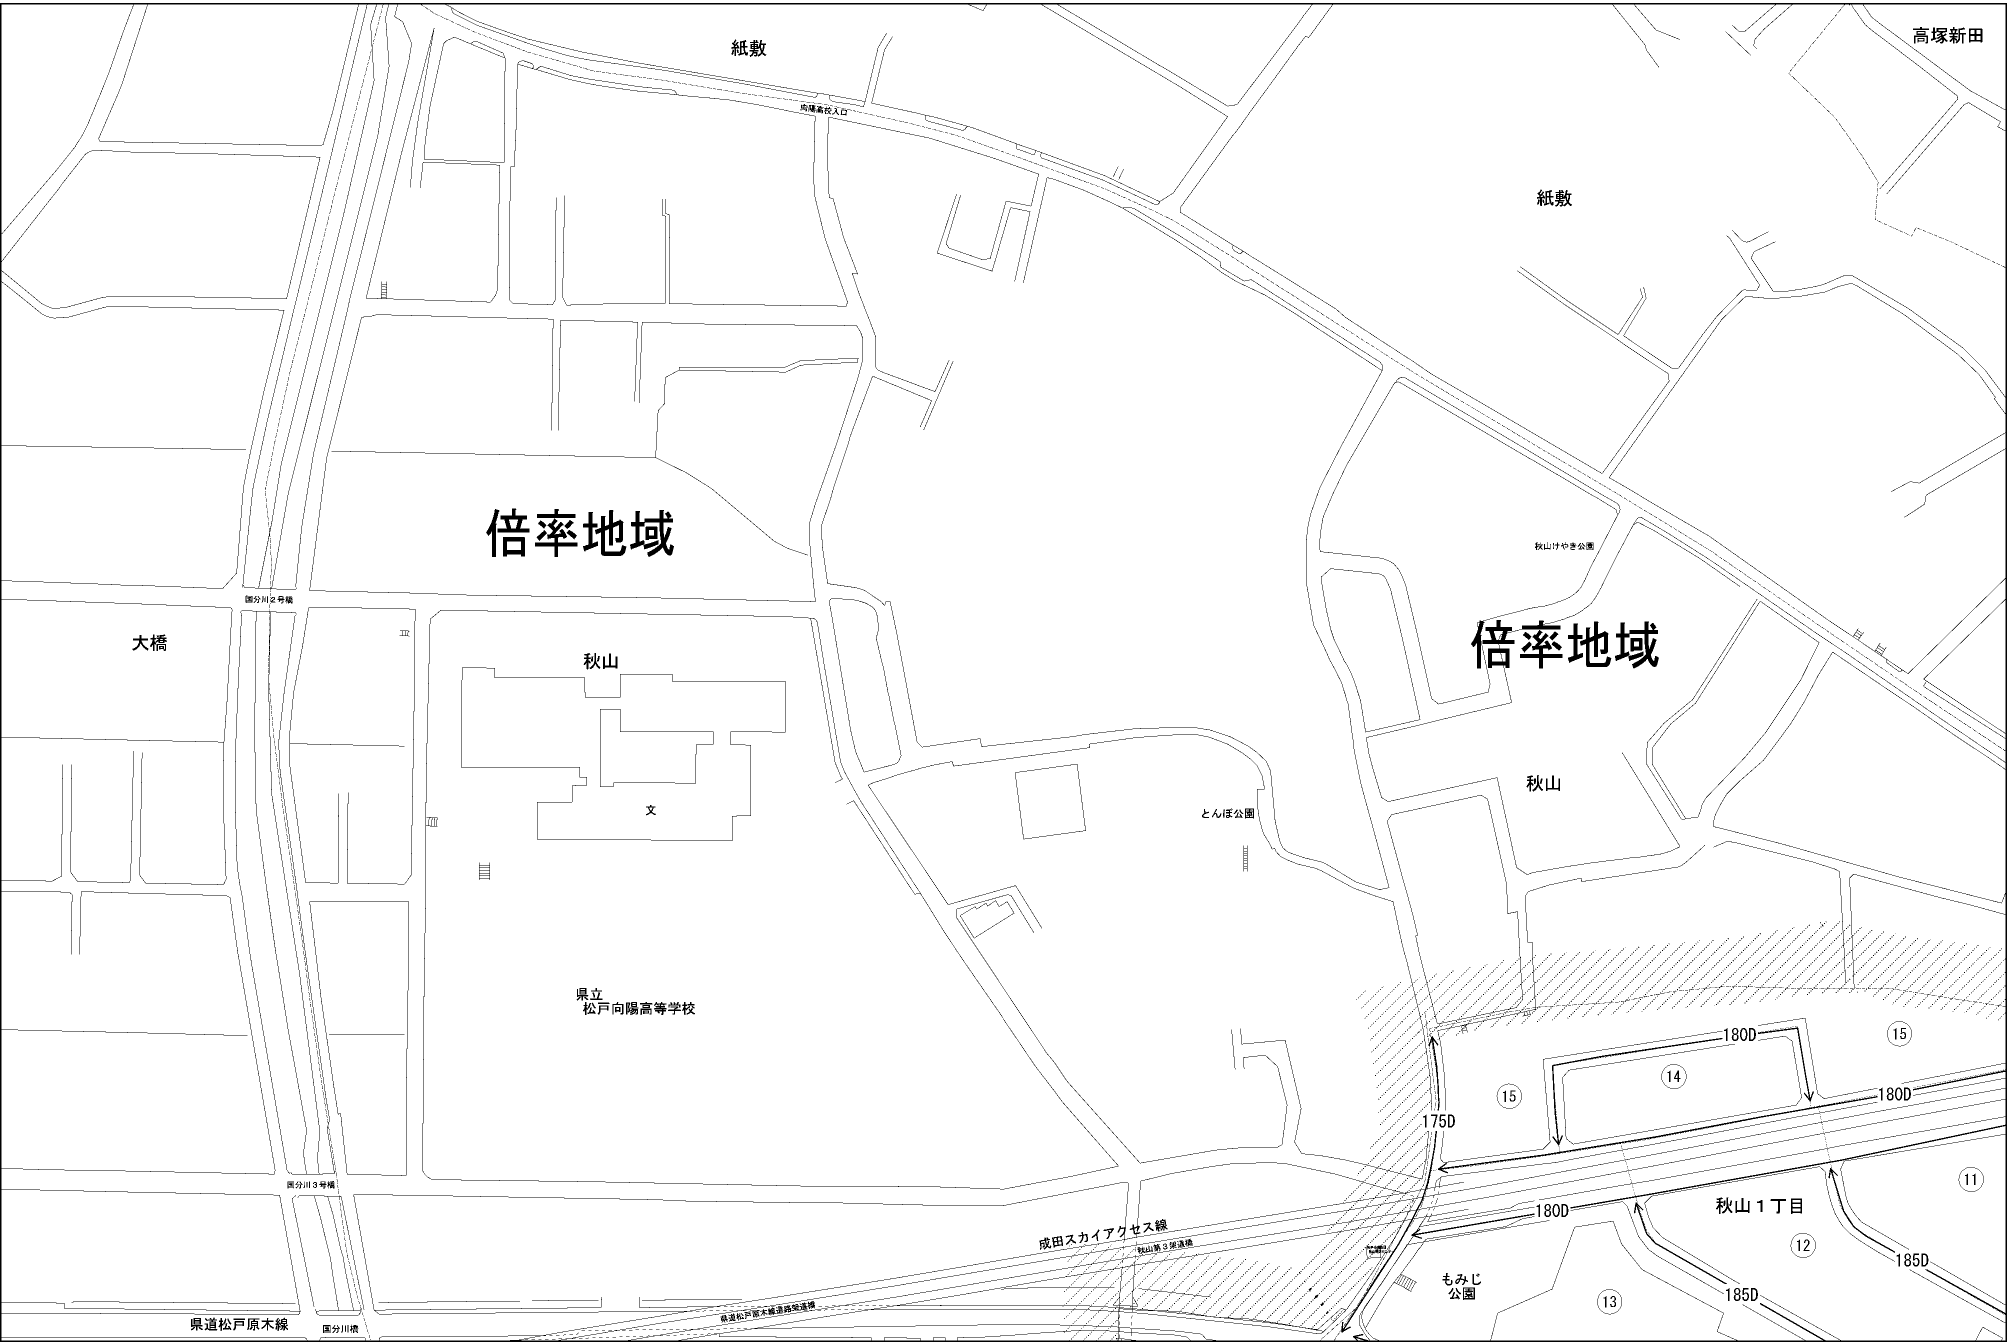 高塚新田
紙敷
向陽高校入口
紙敷
倍率地域
秋山けやき公園
国分川２号橋
大橋
倍率地域
秋山
秋山
文
とんぼ公園
県立
松戸向陽高等学校
180D
15
14
15
180D
175D
国分川３号橋
11
180D
秋山１丁目
成田スカイアクセス線
秋山第３架道橋
12
185D
もみじ
公園
185D
13
県道松戸原木線道路架道橋
県道松戸原木線
国分川橋